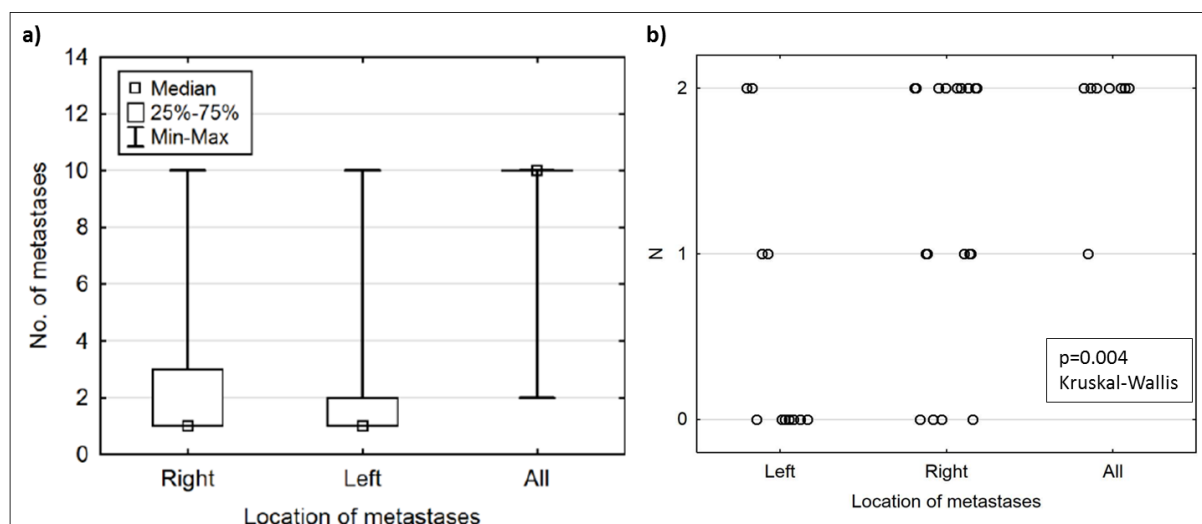 a)
14
12
10
8
6
4
2
0
No. of metastases
Median
25%-75%
Min-Max
Right Left All
Location of metastases
b)
2
1
0
N
p=0.004
Kruskal-Wallis
Left Right All
Location of metastases